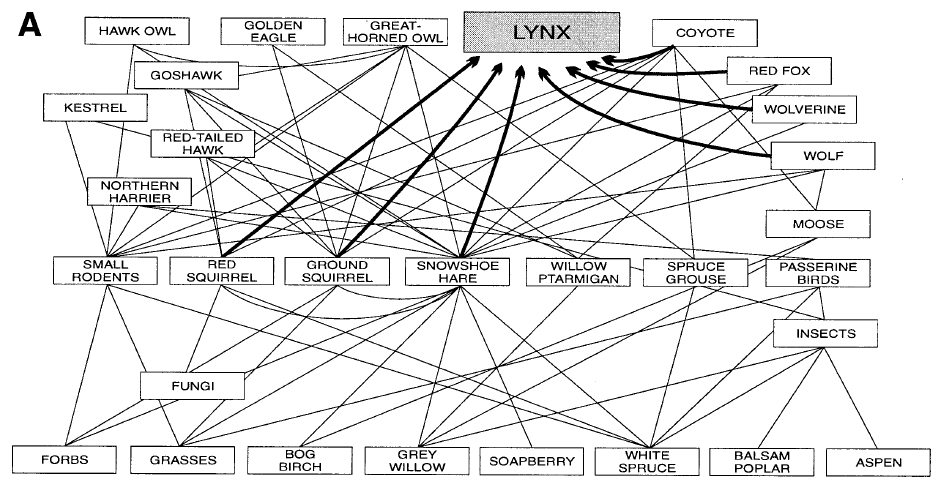 A
HAWK OWL
GOLDEN
EAGLE
GREAT-
HORNED OWL
LYNX
COYOTE
GOSHAWK
RED FOX
KESTREL
WOLVERINE
RED-TAILED
HAWK
WOLF
NORTHERN
HARRIER
MOOSE
SMALL
RODENTS
RED
SQUIRREL
GROUND
SQUIRREL
SNOWSHOE
HARE
WILLOW
PTARMIGAN
SPRUCE
GROUSE
PASSERINE
BIRDS
INSECTS
FUNGI
FORBS
GRASSES
BOG
BIRCH
GREY
WILLOW
SOAPBERRY
WHITE
SPRUCE
BALSAM
POPLAR
ASPEN